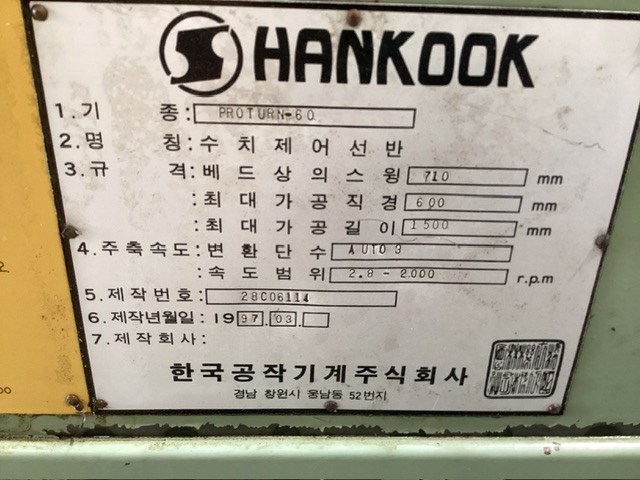 HANKOOK
1. 기 종: PROTURN-60
2. 명 칭: 수치제어선반
3. 규 격: 베드상의스윙 710 mm
: 최대가공직경 600 mm
: 최대가공길이 1500 mm
4. 주축속도: 변환단수 AUTO 3
: 속도범위 2.8 - 2.000 r.p.m
5. 제작번호: 28C06114
6. 제작년월일: 19 97. 03.
7. 제작회사:
한국공작기계주식회사
경남 창원시 웅남동 52번지